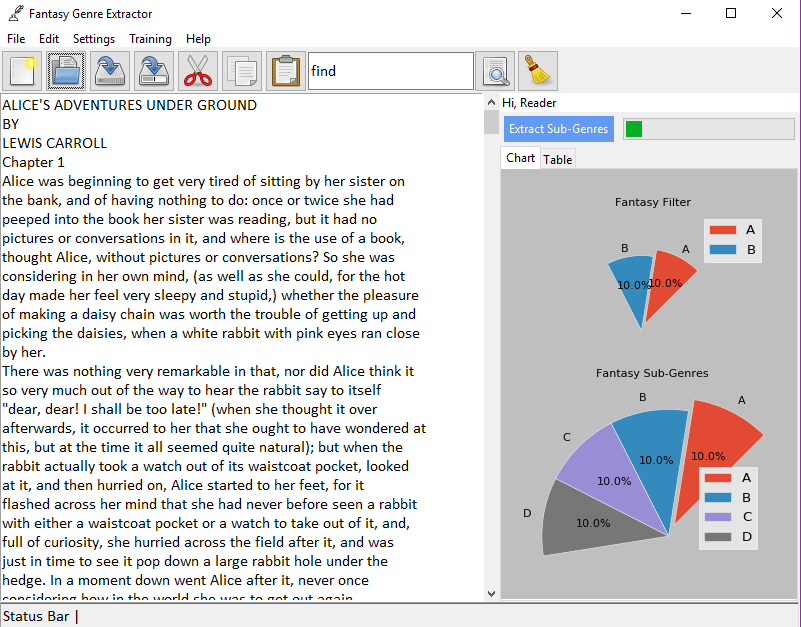 Fantasy Genre Extractor
File Edit Settings Training Help
find
ALICE'S ADVENTURES UNDER GROUND
BY
LEWIS CARROLL
Chapter 1
Alice was beginning to get very tired of sitting by her sister on
the bank, and of having nothing to do: once or twice she had
peeped into the book her sister was reading, but it had no
pictures or conversations in it, and where is the use of a book,
thought Alice, without pictures or conversations? So she was
considering in her own mind, (as well as she could, for the hot
day made her feel very sleepy and stupid,) whether the pleasure
of making a daisy chain was worth the trouble of getting up and
picking the daisies, when a white rabbit with pink eyes ran close
by her.
There was nothing very remarkable in that, nor did Alice think it
so very much out of the way to hear the rabbit say to itself
"dear, dear! I shall be too late!" (when she thought it over
afterwards, it occurred to her that she ought to have wondered at
this, but at the time it all seemed quite natural); but when the
rabbit actually took a watch out of its waistcoat pocket, looked
at it, and then hurried on, Alice started to her feet, for it
flashed across her mind that she had never before seen a rabbit
with either a waistcoat pocket or a watch to take out of it, and,
full of curiosity, she hurried across the field after it, and was
just in time to see it pop down a large rabbit hole under the
hedge. In a moment down went Alice after it, never once
considering how in the world she was to get out again.
Hi, Reader
Extract Sub-Genres
Chart Table
Fantasy Filter
A
B
B
A
10.0%
10.0%
Fantasy Sub-Genres
B
A
C
D
10.0%
10.0%
10.0%
10.0%
A
B
C
D
Status Bar |